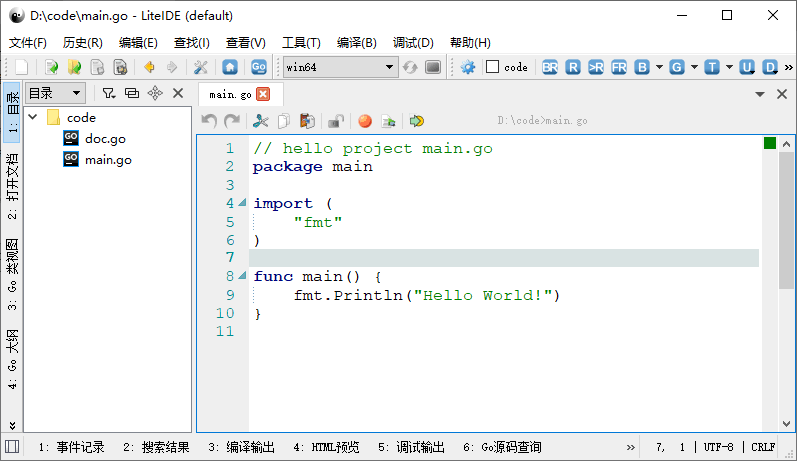 D:\code\main.go - LiteIDE (default)
文件(F) 历史(R) 编辑(E) 查找(I) 查看(V) 工具(T) 编译(B) 调试(D) 帮助(H)
Go win64 code BR R >R FR B G T U D »
目录 main.go
D:\code>main.go
1: 目录
2: 打开文档
3: Go 类视图
4: Go 大纲
»
code
GO doc.go
GO main.go
1 // hello project main.go
2 package main
3
4 import (
5 "fmt"
6 )
7
8 func main() {
9 fmt.Println("Hello World!")
10 }
11
1: 事件记录 2: 搜索结果 3: 编译输出 4: HTML预览 5: 调试输出 6: Go源码查询 » 7, 1 | UTF-8 | CRLF